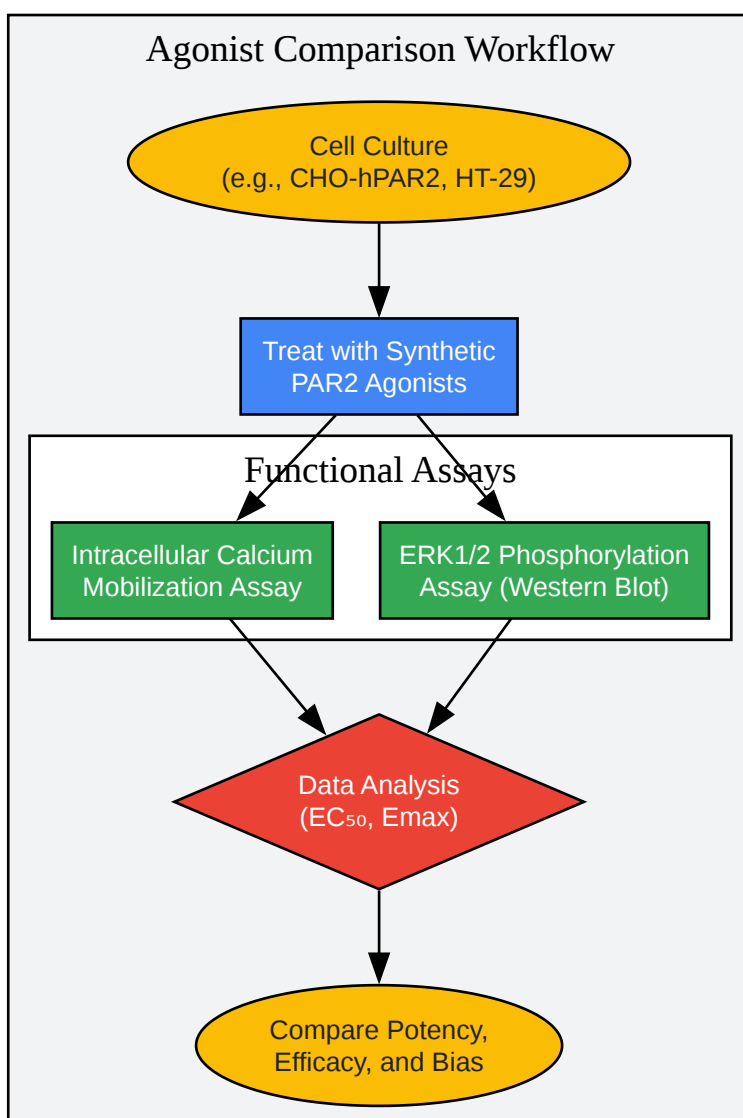 Agonist Comparison Workflow
Cell Culture
(e.g., CHO-hPAR2, HT-29)
Treat with Synthetic
PAR2 Agonists
Functional Assays
Intracellular Calcium
Mobilization Assay
ERK1/2 Phosphorylation
Assay (Western Blot)
Data Analysis
(EC₅₀, Emax)
Compare Potency,
Efficacy, and Bias